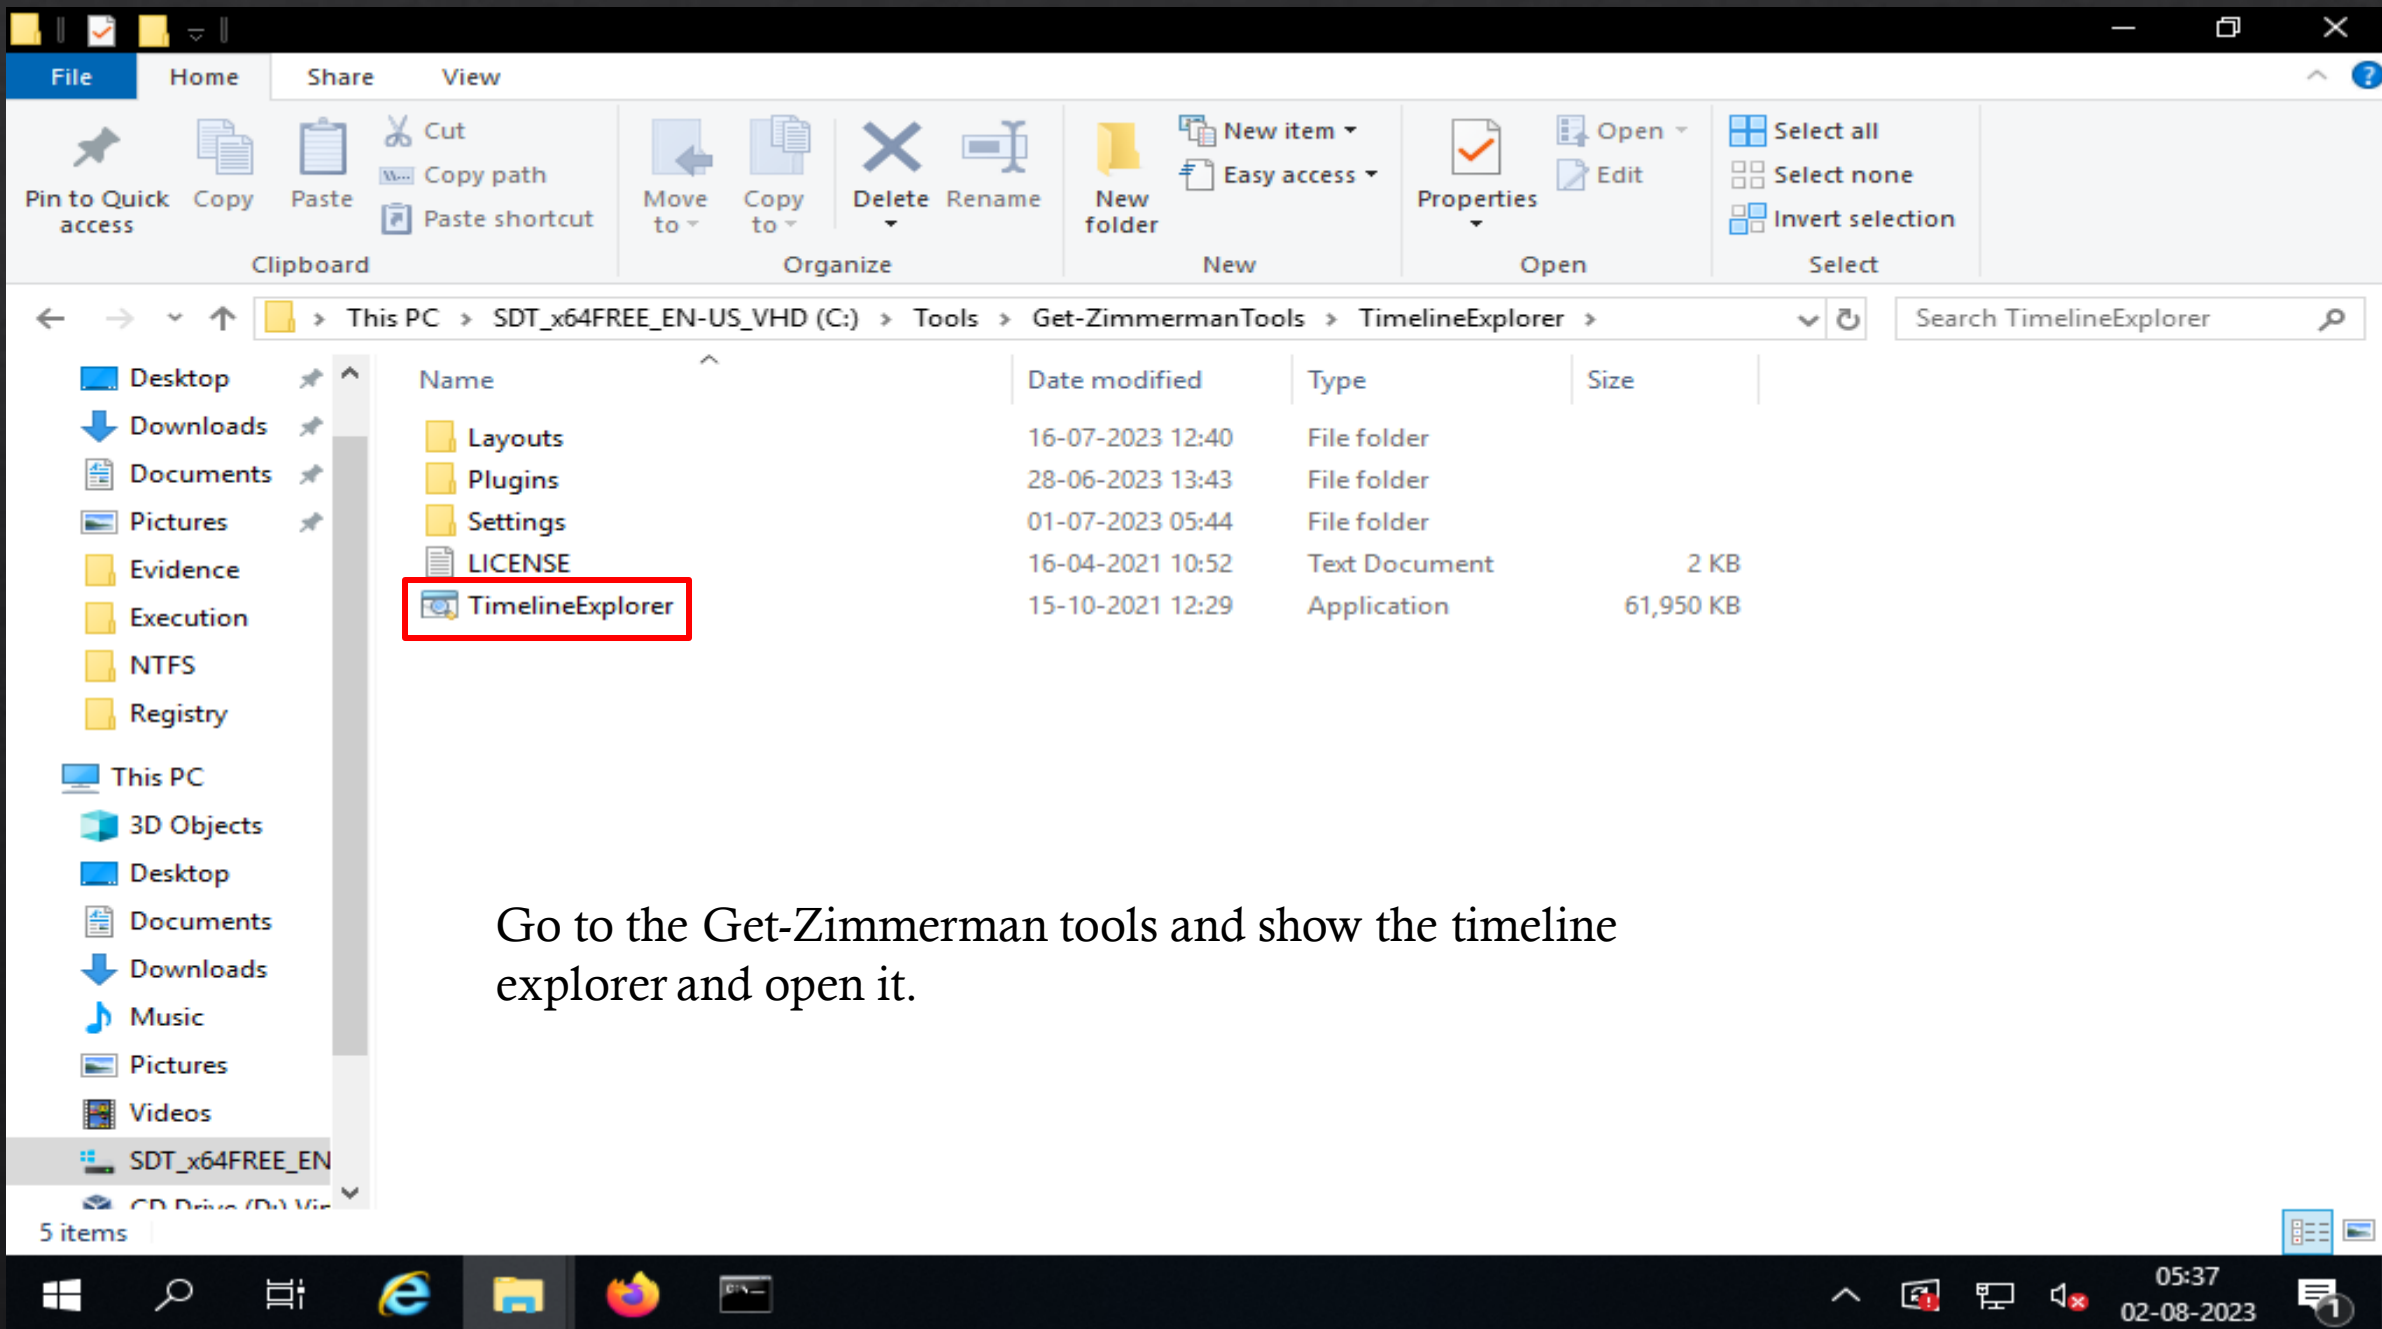 File Home Share View
Pin to Quick access
Copy
Paste
Cut
Copy path
Paste shortcut
Clipboard
Move to
Copy to
Delete
Rename
Organize
New folder
New item
Easy access
New
Properties
Open
Edit
Open
Select all
Select none
Invert selection
Select
This PC > SDT_x64FREE_EN-US_VHD (C:) > Tools > Get-ZimmermanTools > TimelineExplorer >
Search TimelineExplorer
Desktop
Downloads
Documents
Pictures
Evidence
Execution
NTFS
Registry
This PC
3D Objects
Desktop
Documents
Downloads
Music
Pictures
Videos
SDT_x64FREE_EN
CD Drive (D:) Vir
Name Date modified Type Size
Layouts 16-07-2023 12:40 File folder
Plugins 28-06-2023 13:43 File folder
Settings 01-07-2023 05:44 File folder
LICENSE 16-04-2021 10:52 Text Document 2 KB
TimelineExplorer 15-10-2021 12:29 Application 61,950 KB
Go to the Get-Zimmerman tools and show the timeline
explorer and open it.
5 items
05:37
02-08-2023
1